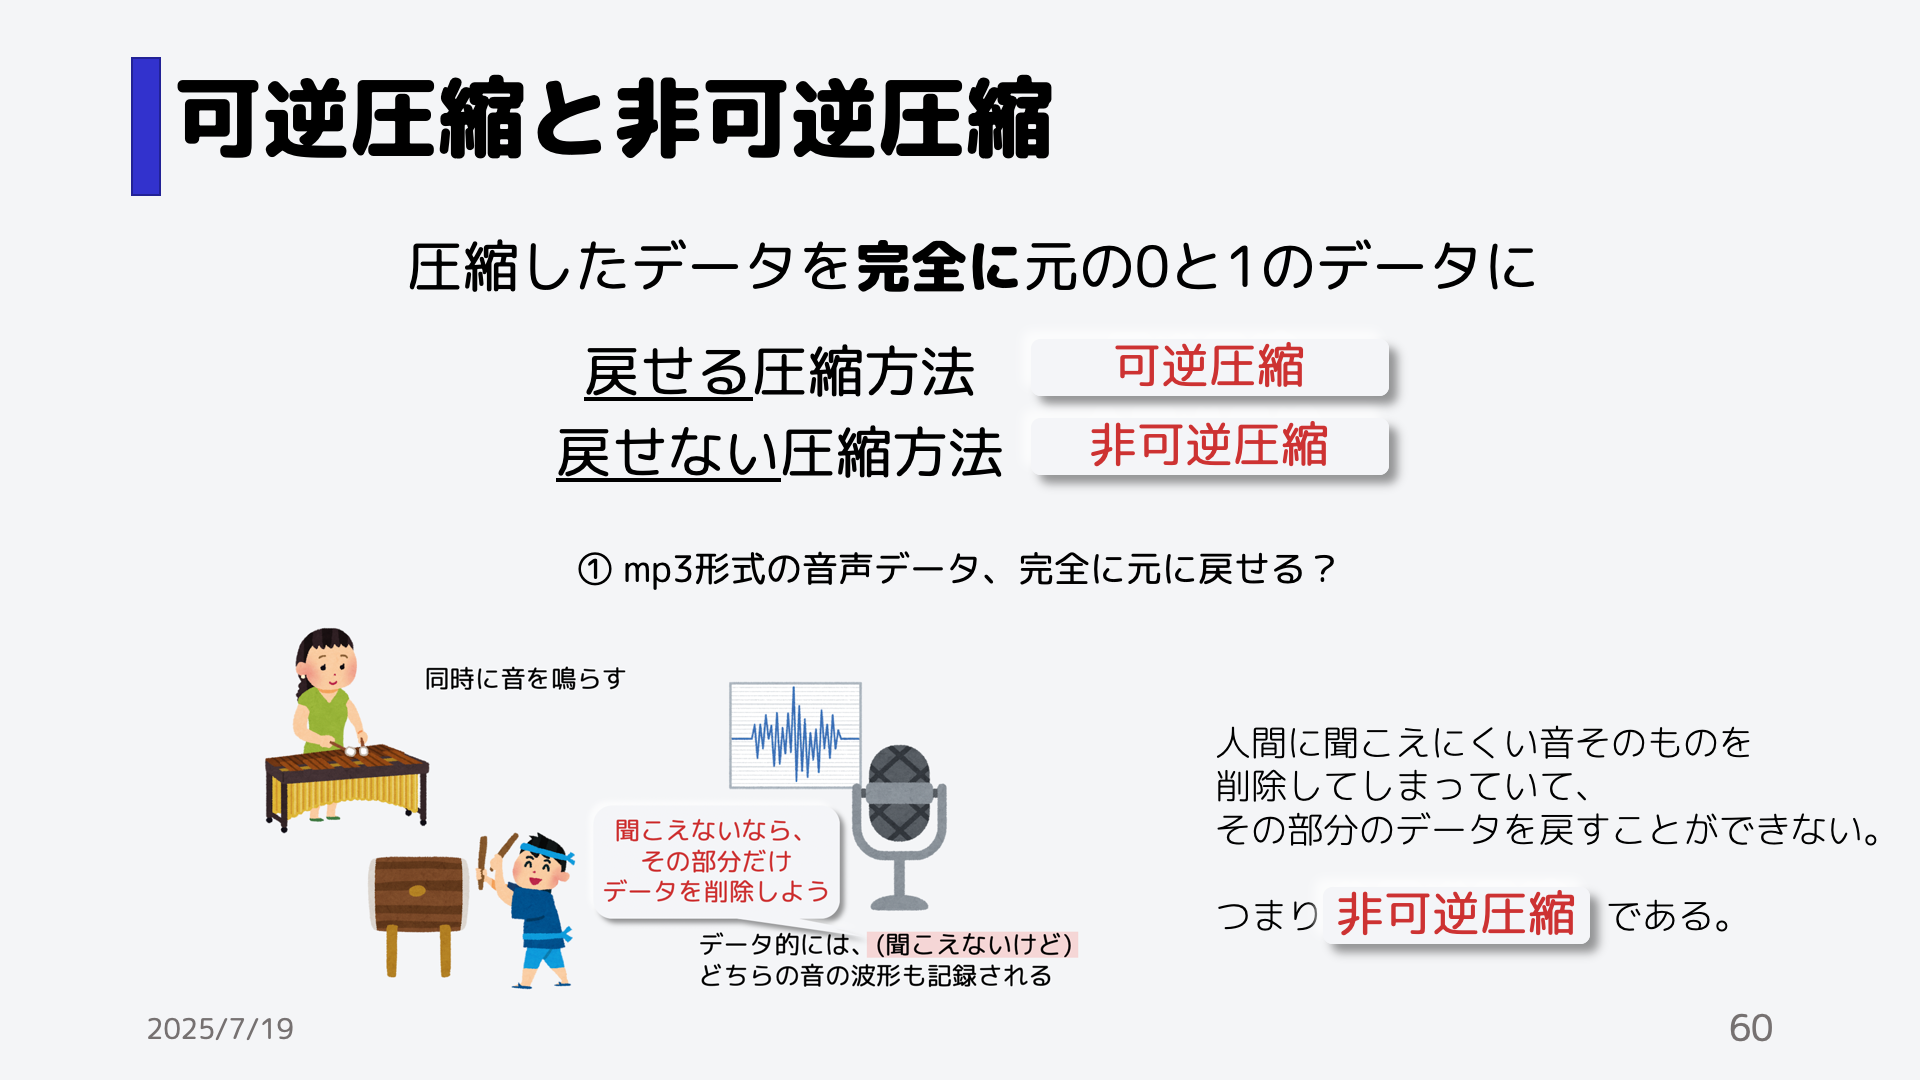 可逆圧縮と非可逆圧縮
圧縮したデータを完全に元の0と1のデータに
戻せる圧縮方法 可逆圧縮
戻せない圧縮方法 非可逆圧縮
① mp3形式の音声データ、完全に元に戻せる？
同時に音を鳴らす
聞こえないなら、
その部分だけ
データを削除しよう
データ的には、(聞こえないけど)
どちらの音の波形も記録される
人間に聞こえにくい音そのものを
削除してしまっていて、
その部分のデータを戻すことができない。
つまり 非可逆圧縮 である。
2025/7/19
60